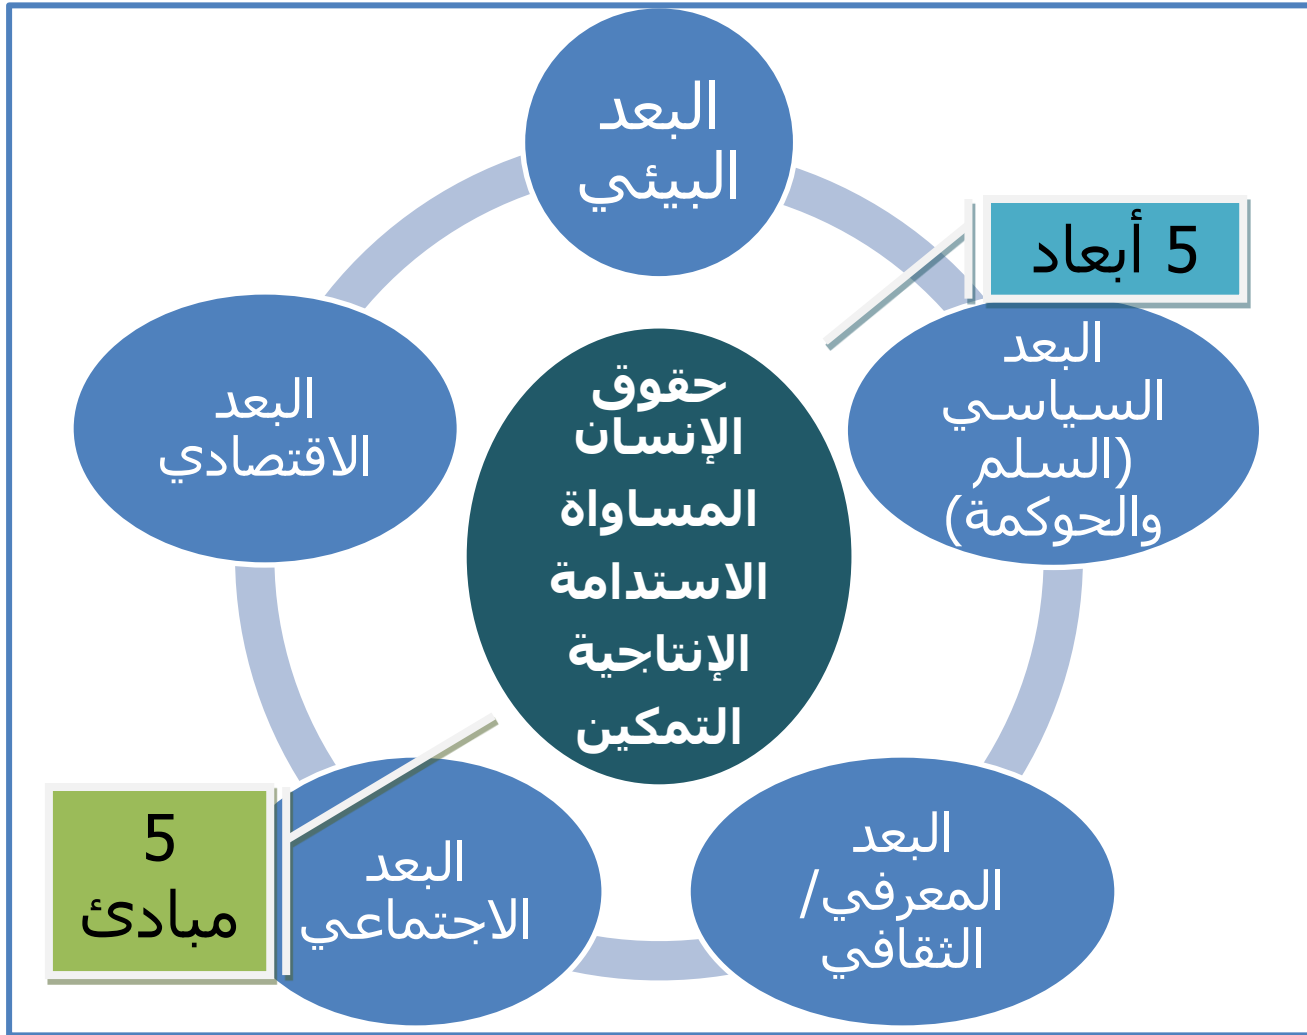 البعد
البيئي
5 أبعاد
البعد
السياسي
(السلم
والحوكمة)
البعد
الاقتصادي
حقوق
الإنسان
المساواة
الاستدامة
الإنتاجية
التمكين
5
مبادئ
البعد
الاجتماعي
البعد
المعرفي/
الثقافي